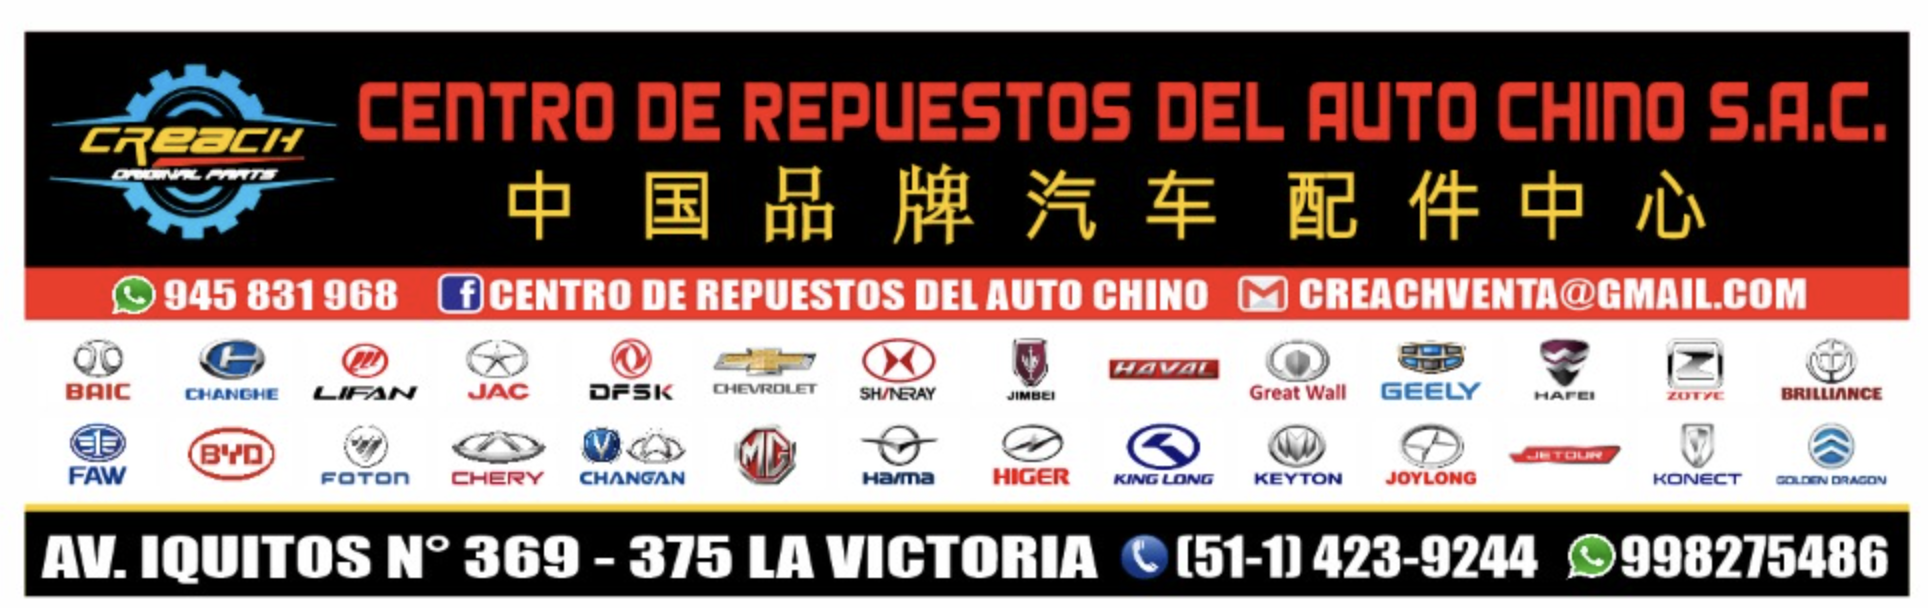 CREACH
ORIGINAL PARTS
CENTRO DE REPUESTOS DEL AUTO CHINO S.A.C.
中国品牌汽车配件中心
945 831 968 CENTRO DE REPUESTOS DEL AUTO CHINO CREACHVENTA@GMAIL.COM
BAIC CHANGHE LIFAN JAC DFSK CHEVROLET SHINERAY JIMBEI HAVAL Great Wall GEELY HAFEI ZOTYE BRILLIANCE
FAW BYD FOTON CHERY CHANGAN MG Haima HIGER KING LONG KEYTON JOYLONG JETOUR KONECT GOLDEN DRAGON
AV. IQUITOS N° 369 - 375 LA VICTORIA (51-1) 423-9244 998275486